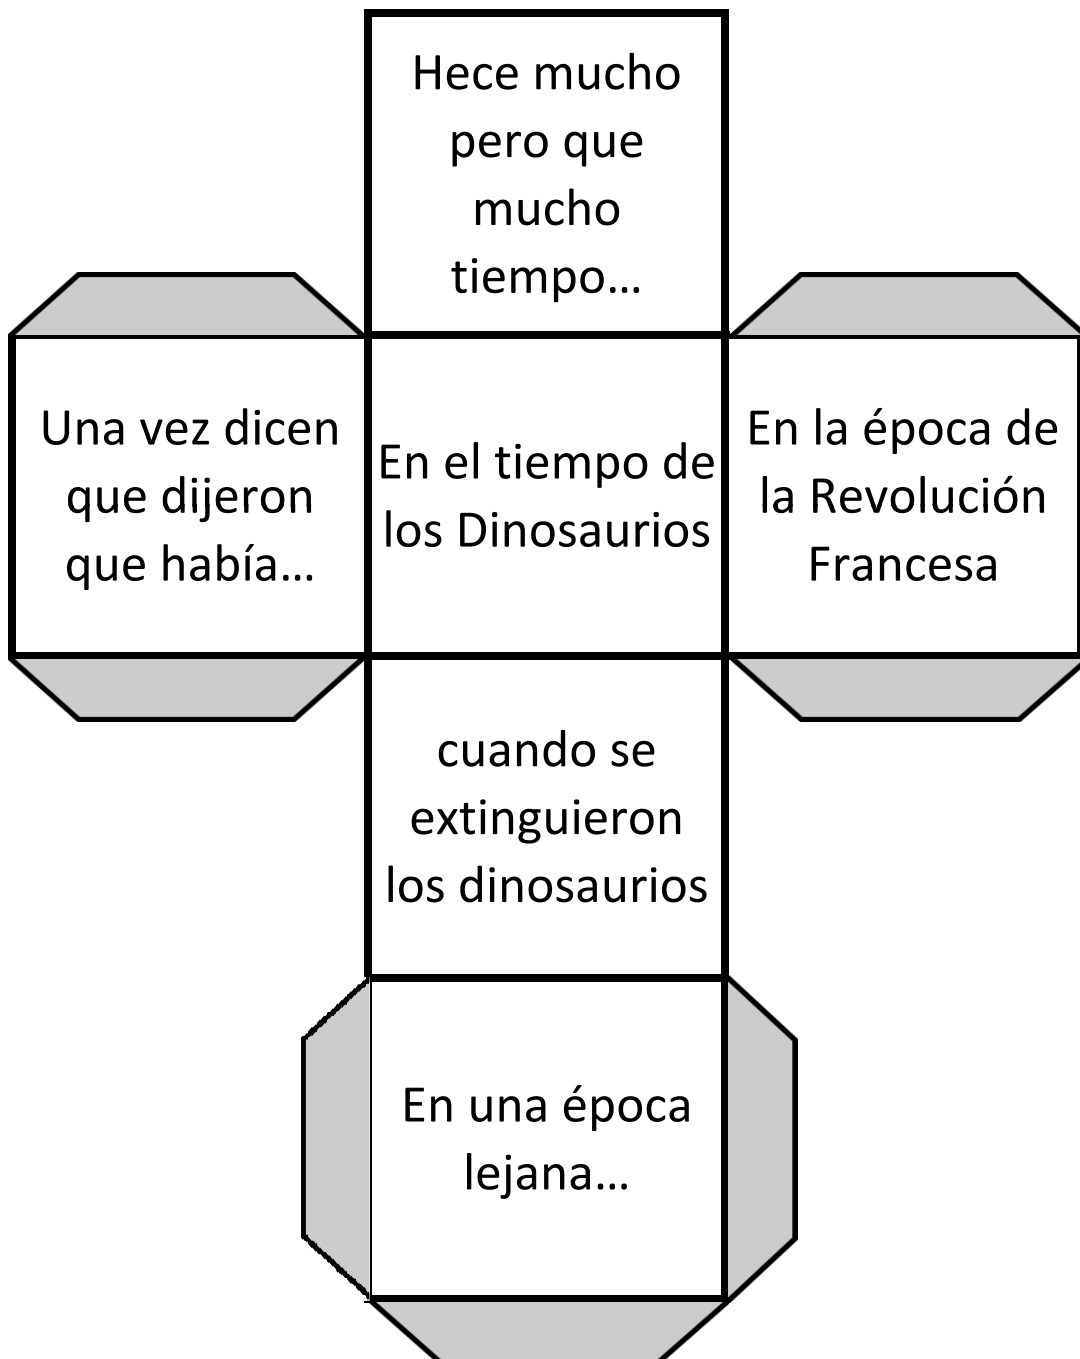 Hece mucho
pero que
mucho
tiempo...
Una vez dicen
que dijeron
que había...
En el tiempo de
los Dinosaurios
En la época de
la Revolución
Francesa
cuando se
extinguieron
los dinosaurios
En una época
lejana...